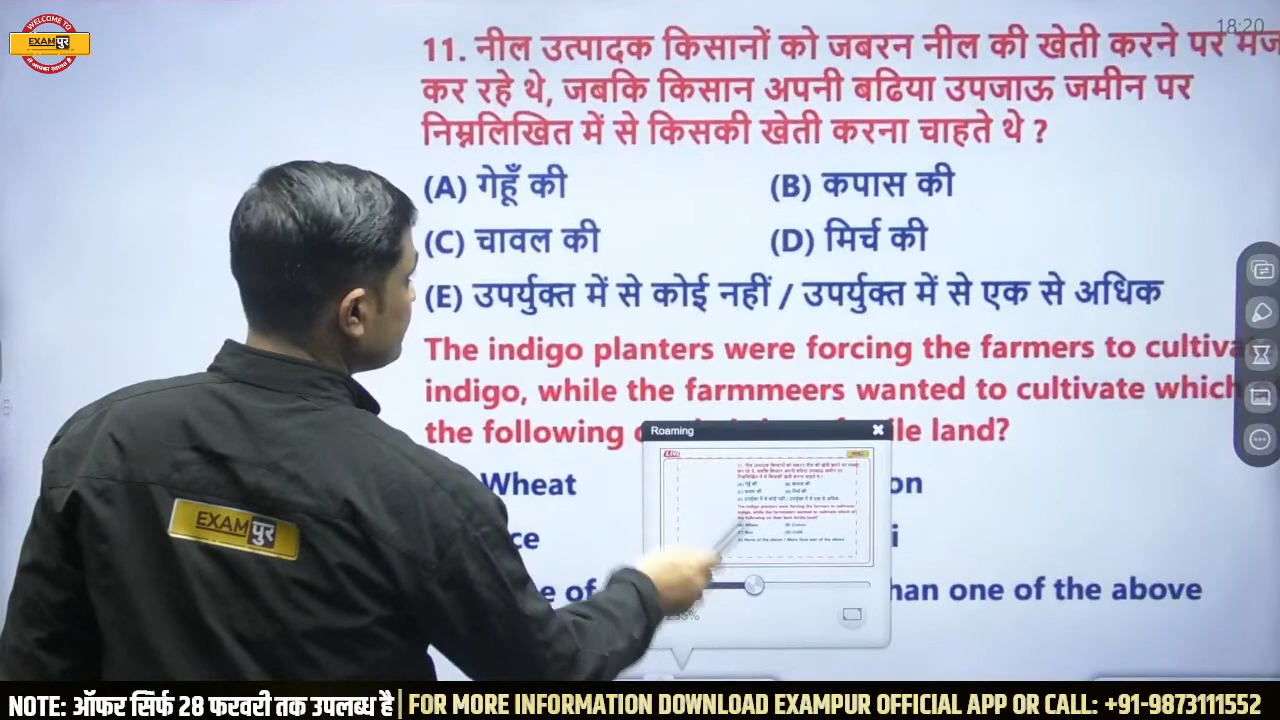 WELCOME TO
EXAMपुर
18:20
11. नील उत्पादक किसानों को जबरन नील की खेती करने पर मज
कर रहे थे, जबकि किसान अपनी बढिया उपजाऊ जमीन पर
निम्नलिखित में से किसकी खेती करना चाहते थे ?
(A) गेहूँ की
(B) कपास की
(C) चावल की
(D) मिर्च की
(E) उपर्युक्त में से कोई नहीं / उपर्युक्त में से एक से अधिक
The indigo planters were forcing the farmers to cultiva
indigo, while the farmmeers wanted to cultivate which
the following
le land?
Roaming
Wheat
on
ce
i
e of
han one of the above
EXAMपुर
NOTE: ऑफर सिर्फ 28 फरवरी तक उपलब्ध है
FOR MORE INFORMATION DOWNLOAD EXAMPUR OFFICIAL APP OR CALL: +91-9873111552